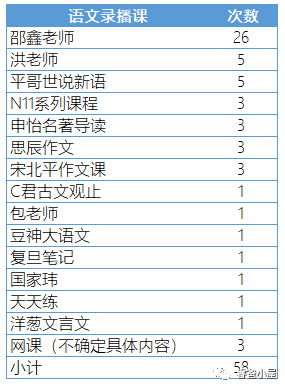 语文录播课 次数
邵鑫老师 26
洪老师 5
平哥世说新语 5
N11系列课程 3
申怡名著导读 3
思辰作文 3
宋北平作文课 3
C君古文观止 1
包老师 1
豆神大语文 1
复旦笔记 1
国家玮 1
天天练 1
洋葱文言文 1
网课（不确定具体内容） 3
小计 58
爸小屋